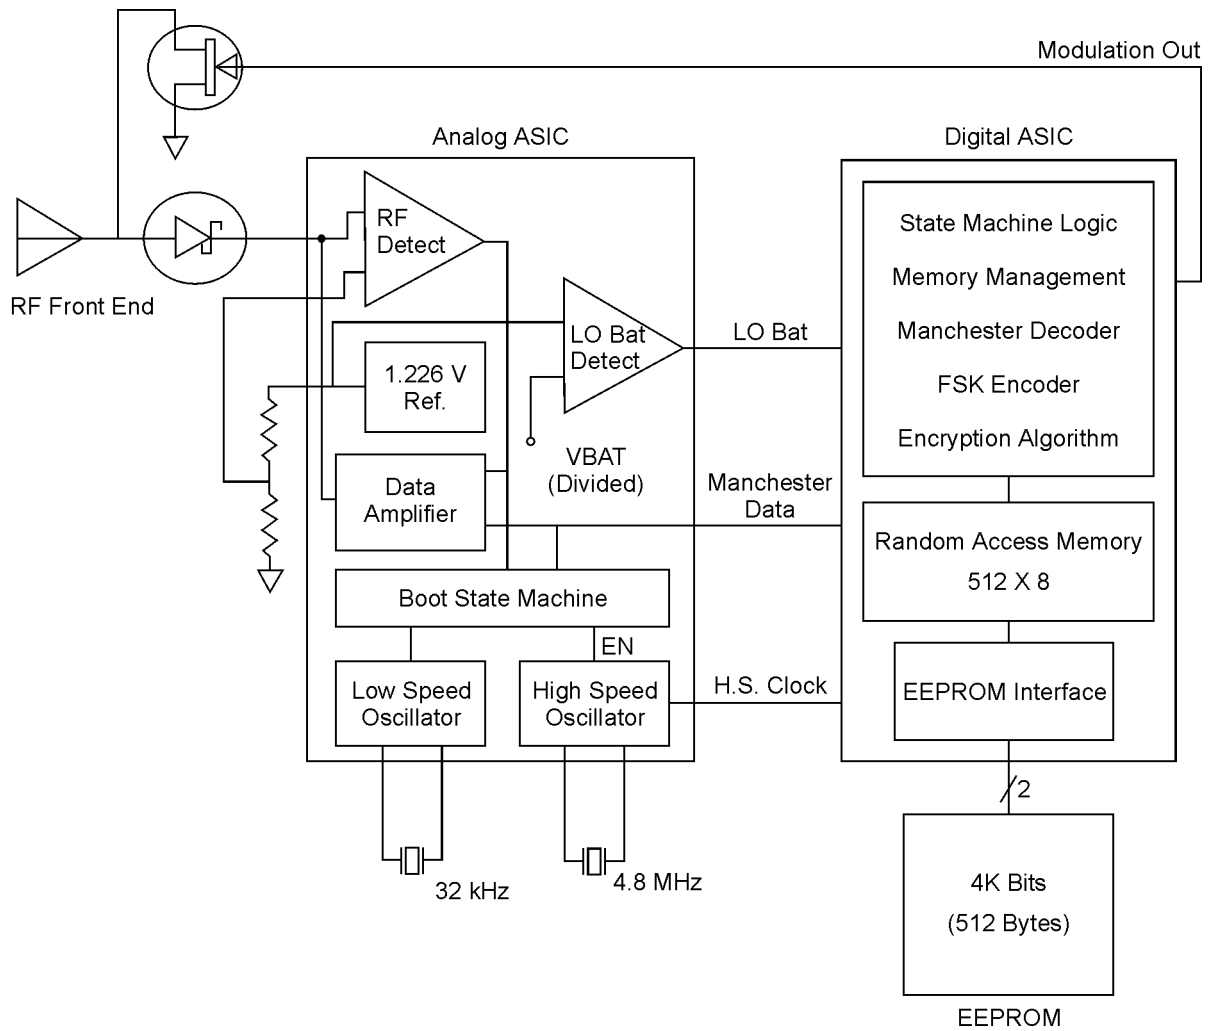 Modulation Out
Analog ASIC
Digital ASIC
RF
Detect
RF Front End
State Machine Logic
Memory Management
Manchester Decoder
FSK Encoder
Encryption Algorithm
LO Bat
Detect
LO Bat
1.226 V
Ref.
VBAT
(Divided)
Data
Amplifier
Manchester
Data
Random Access Memory
512 X 8
Boot State Machine
EN
Low Speed
Oscillator
High Speed
Oscillator
H.S. Clock
EEPROM Interface
2
32 kHz
4.8 MHz
4K Bits
(512 Bytes)
EEPROM